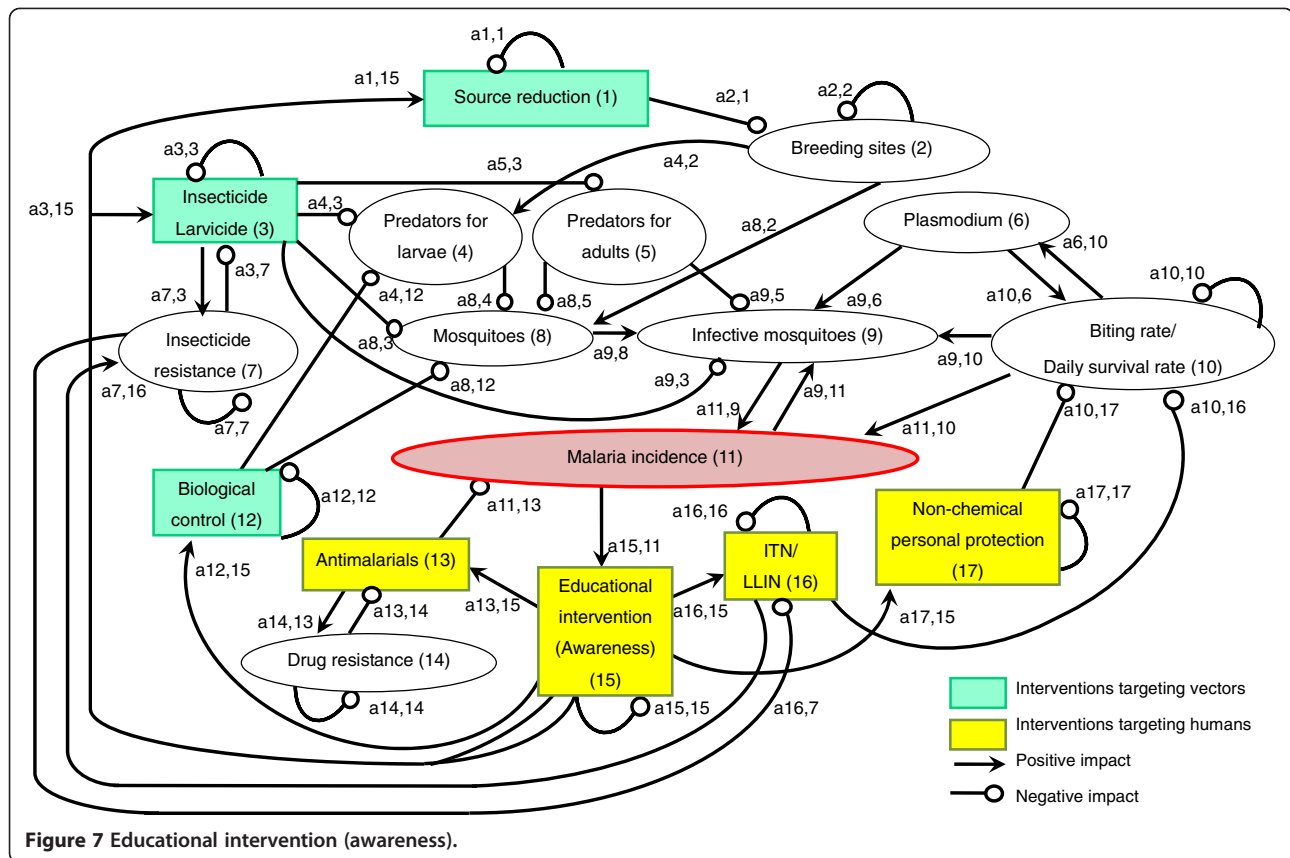 a1,1
a1,15
Source reduction (1)
a2,1
a2,2
Breeding sites (2)
a3,3
a5,3
a4,2
a3,15
Insecticide
Larvicide (3)
a4,3
Predators for
larvae (4)
Predators for
adults (5)
a8,2
Plasmodium (6)
a6,10
a3,7
a7,3
a4,12
a8,4
a8,5
a9,5
a9,6
a10,6
a10,10
Insecticide
resistance (7)
a8,3
Mosquitoes (8)
a9,8
Infective mosquitoes (9)
a9,10
Biting rate/
Daily survival rate (10)
a7,16
a7,7
a8,12
a9,3
a11,9
a9,11
a11,10
a10,17
a10,16
Malaria incidence (11)
Biological
control (12)
a12,12
a11,13
a15,11
a16,16
a17,17
Non-chemical
personal protection
(17)
a12,15
Antimalarials (13)
ITN/
LLIN (16)
a14,13
a13,14
a13,15
Educational
intervention
(Awareness)
(15)
a16,15
a17,15
Drug resistance (14)
a14,14
a15,15
a16,7
Interventions targeting vectors
Interventions targeting humans
Positive impact
Negative impact
Figure 7 Educational intervention (awareness).